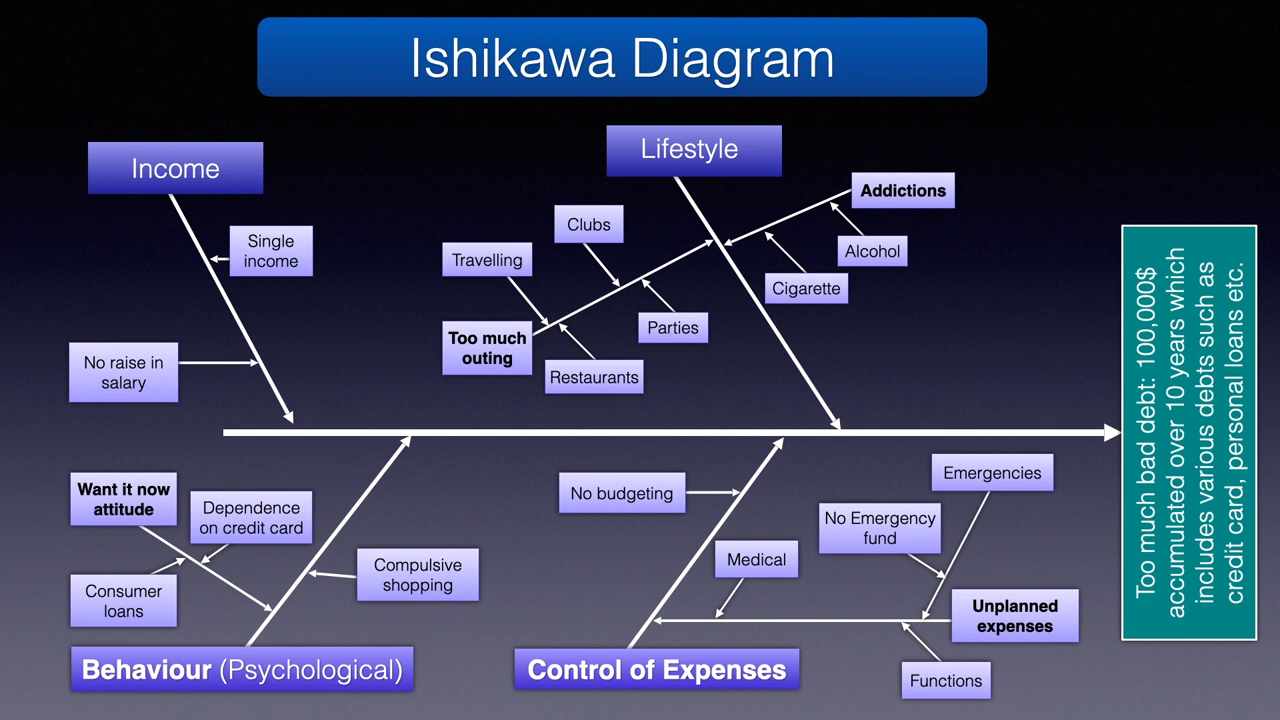 Ishikawa Diagram
Income
Single
income
No raise in
salary
Lifestyle
Addictions
Alcohol
Cigarette
Clubs
Travelling
Too much
outing
Parties
Restaurants
Too much bad debt: 100,000$
accumulated over 10 years which
includes various debts such as
credit card, personal loans etc.
Want it now
attitude
Dependence
on credit card
Consumer
loans
Compulsive
shopping
Behaviour (Psychological)
No budgeting
Medical
Emergencies
No Emergency
fund
Unplanned
expenses
Functions
Control of Expenses